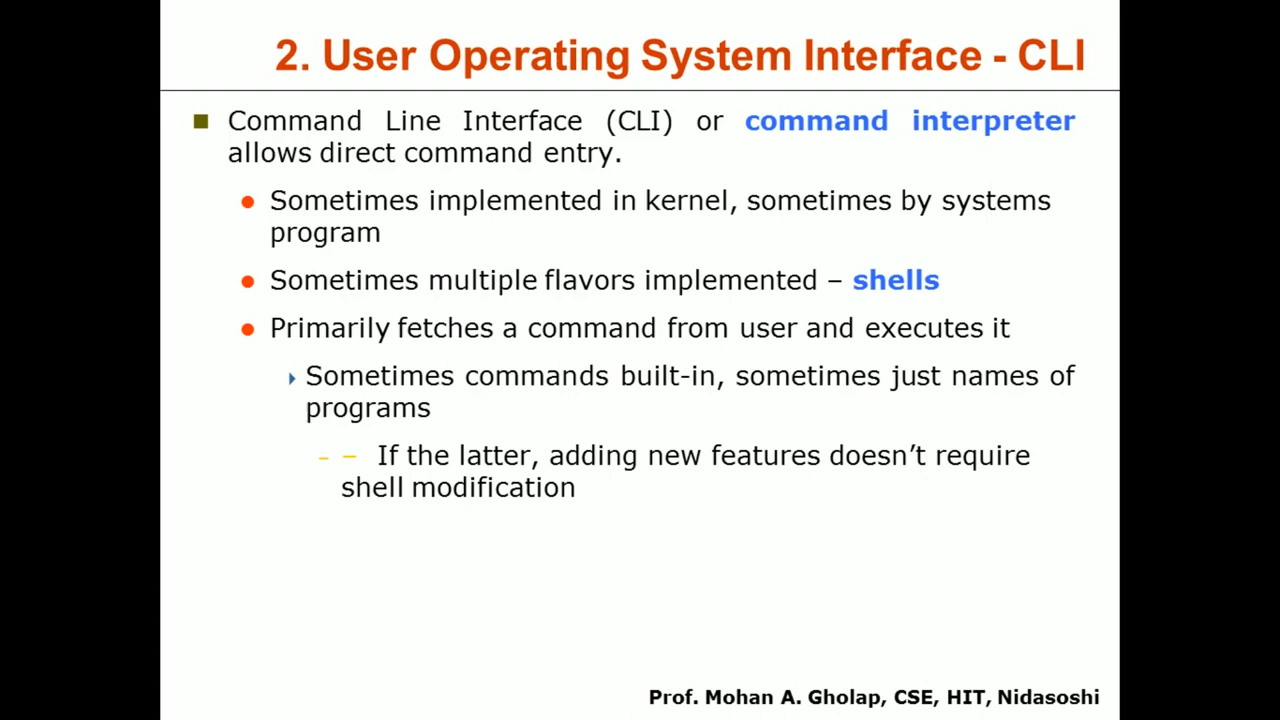 2. User Operating System Interface - CLI
Command Line Interface (CLI) or command interpreter
allows direct command entry.
Sometimes implemented in kernel, sometimes by systems
program
Sometimes multiple flavors implemented – shells
Primarily fetches a command from user and executes it
Sometimes commands built-in, sometimes just names of
programs
– – If the latter, adding new features doesn’t require
shell modification
Prof. Mohan A. Gholap, CSE, HIT, Nidasoshi